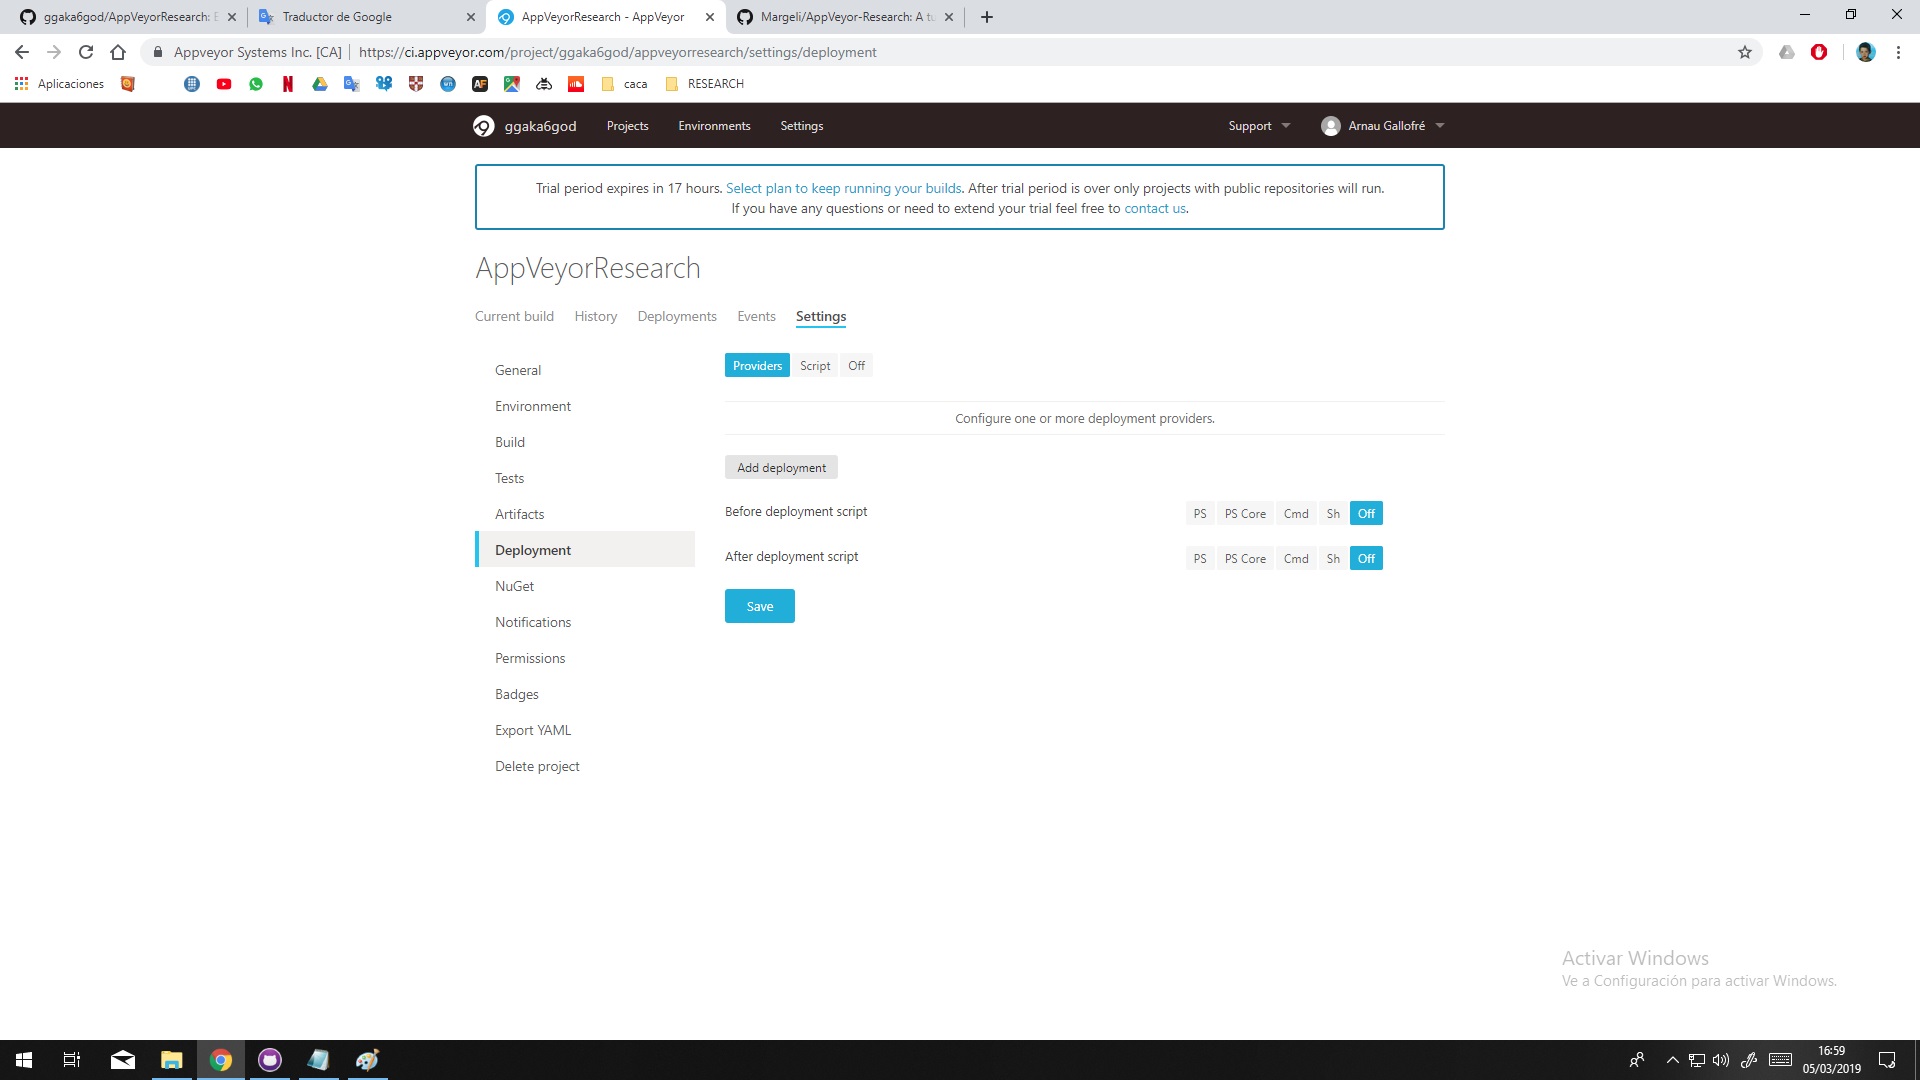 ggaka6god/AppVeyorResearch:
Traductor de Google
AppVeyorResearch - AppVeyor
Margeli/AppVeyor-Research: A tu
Appveyor Systems Inc. [CA]
https://ci.appveyor.com/project/ggaka6god/appveyorresearch/settings/deployment
Aplicaciones
caca
RESEARCH
ggaka6god
Projects
Environments
Settings
Support
Arnau Gallofré
Trial period expires in 17 hours. Select plan to keep running your builds. After trial period is over only projects with public repositories will run.
If you have any questions or need to extend your trial feel free to contact us.
AppVeyorResearch
Current build
History
Deployments
Events
Settings
General
Environment
Build
Tests
Artifacts
Deployment
NuGet
Notifications
Permissions
Badges
Export YAML
Delete project
Providers
Script
Off
Configure one or more deployment providers.
Add deployment
Before deployment script
PS
PS Core
Cmd
Sh
Off
After deployment script
PS
PS Core
Cmd
Sh
Off
Save
Activar Windows
Ve a Configuración para activar Windows.
16:59
05/03/2019